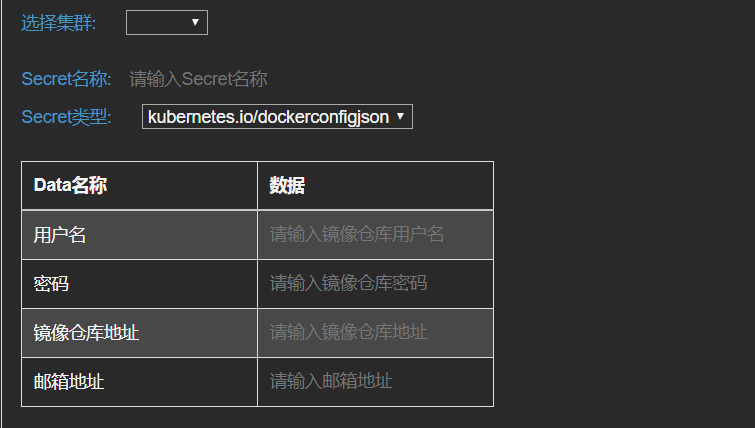 选择集群:
Secret名称: 请输入Secret名称
Secret类型: kubernetes.io/dockerconfigjson
Data名称 数据
用户名 请输入镜像仓库用户名
密码 请输入镜像仓库密码
镜像仓库地址 请输入镜像仓库地址
邮箱地址 请输入邮箱地址